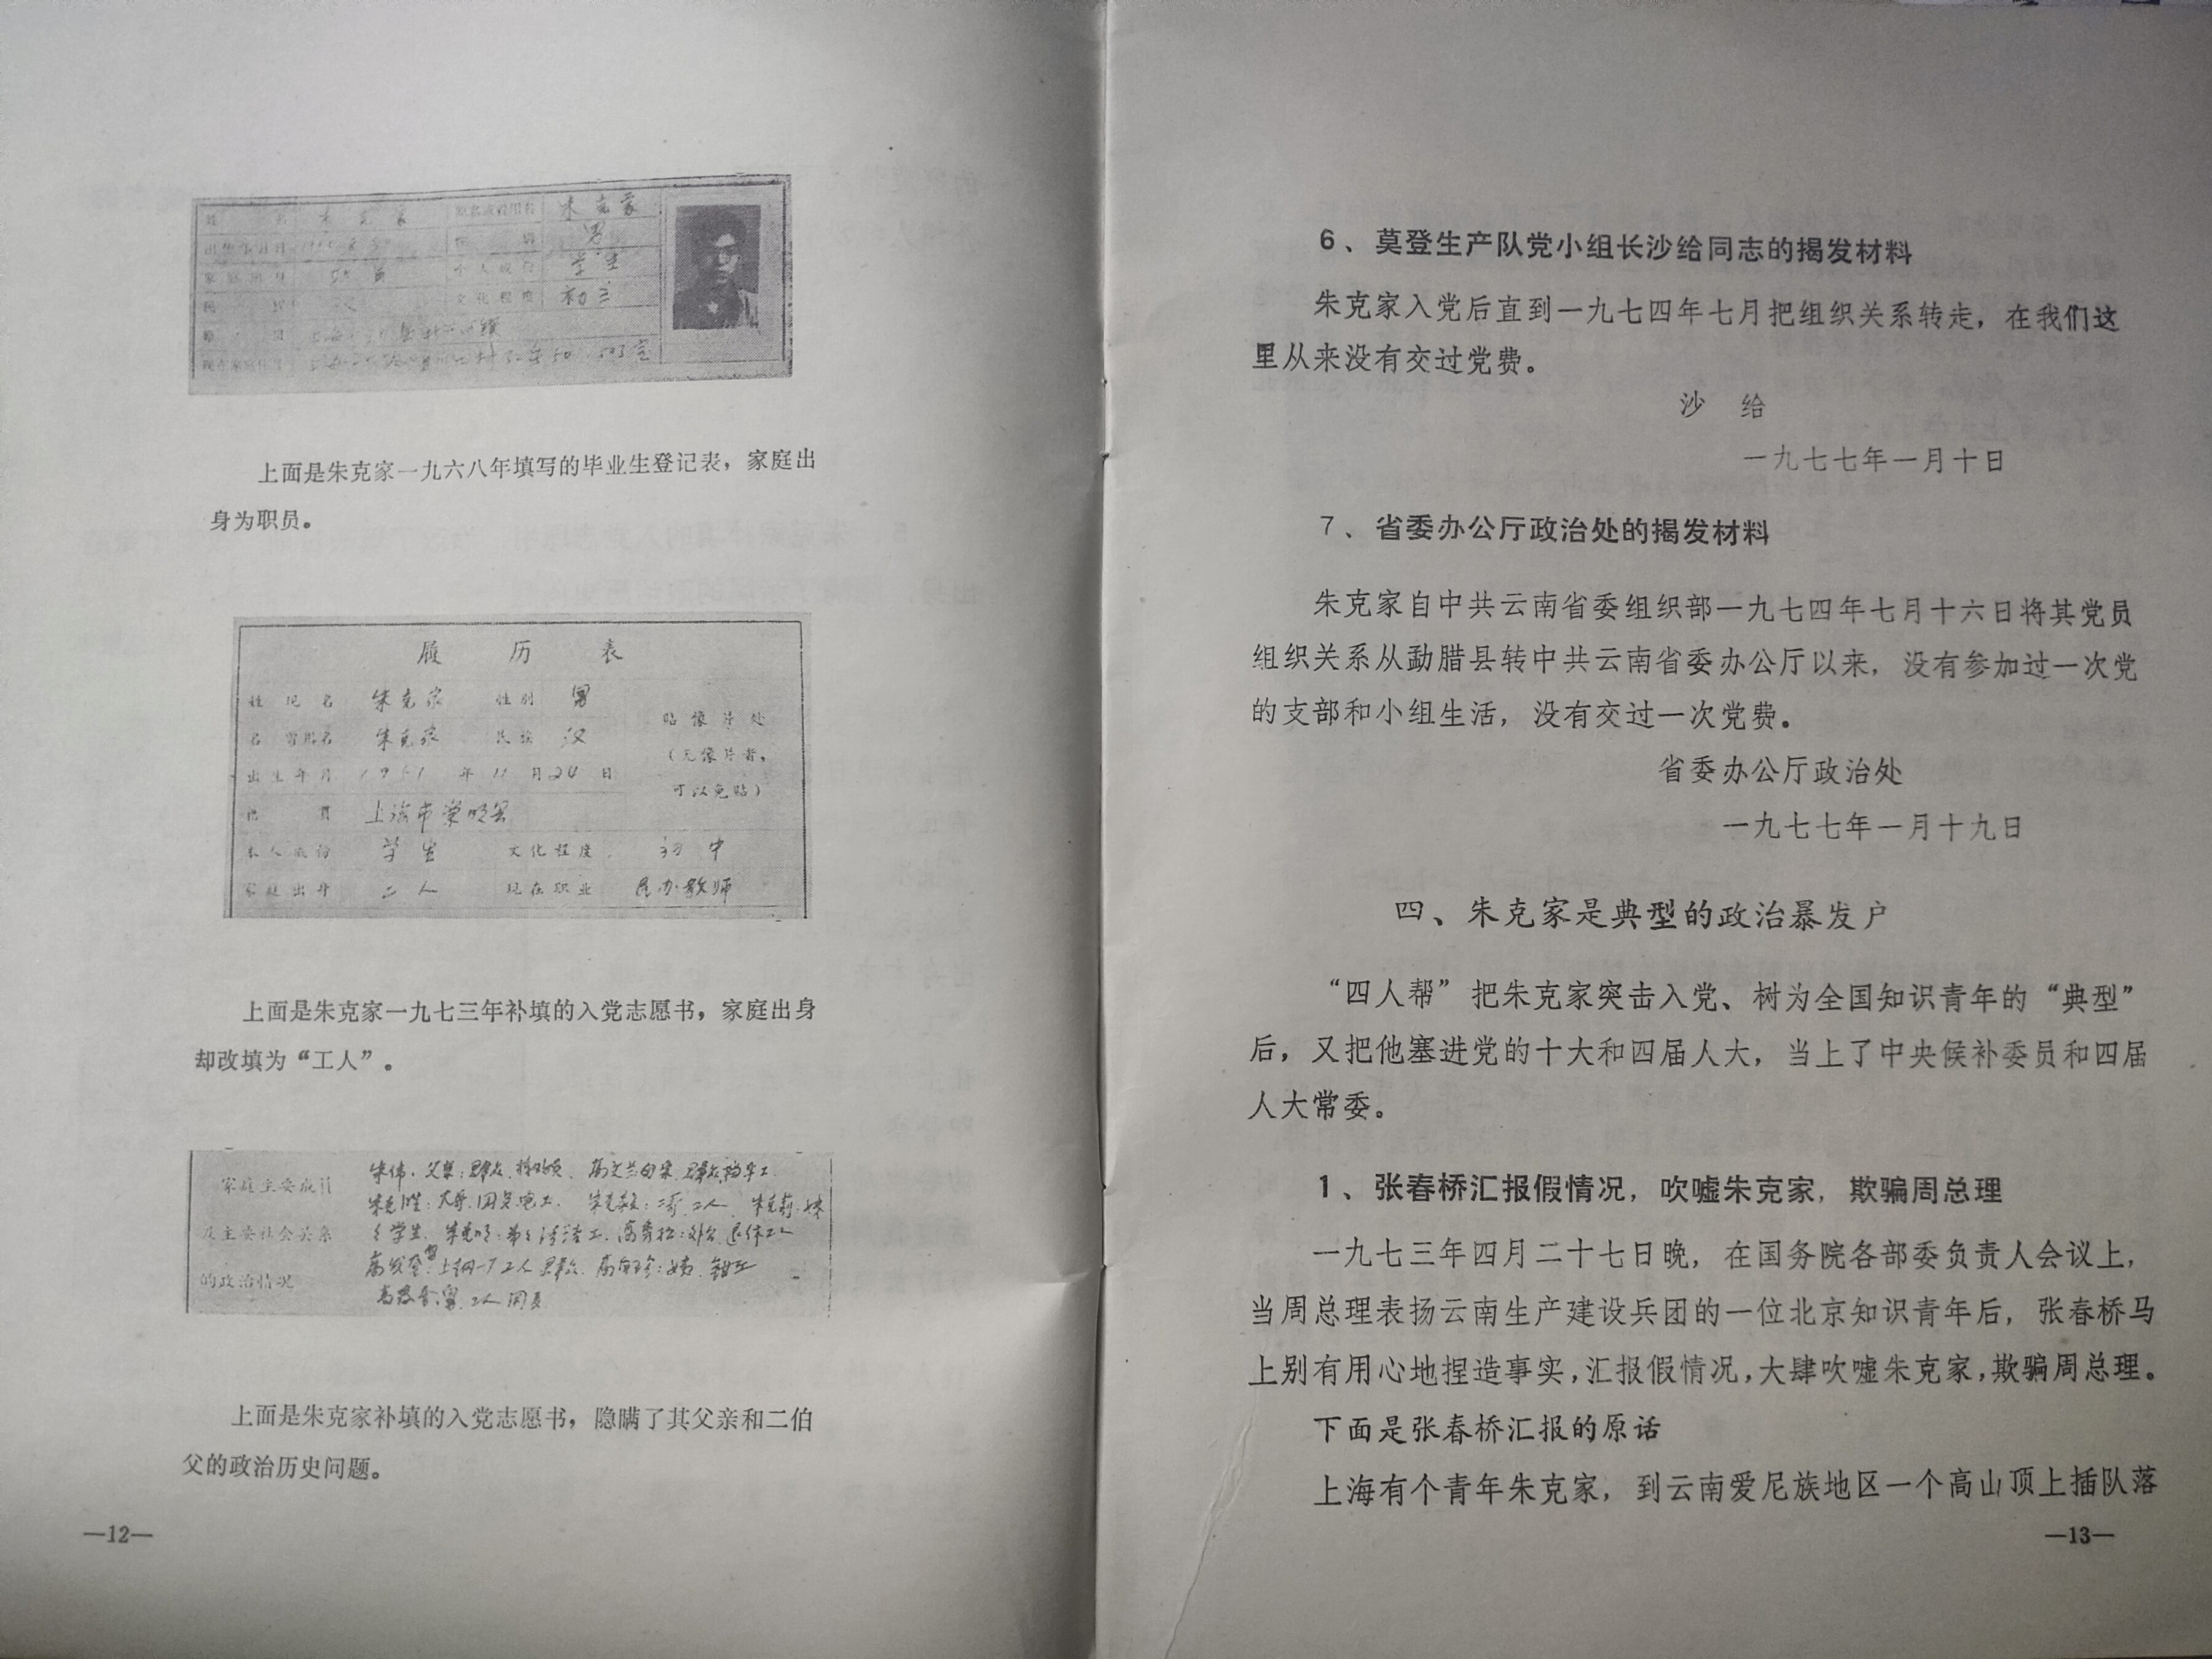 姓 名 朱克家 朱克家
男
学生
文化程度 初三
上面是朱克家一九六八年填写的毕业生登记表，家庭出
身为职员。
履 历 表
姓 现名 朱克家 性别 男
名 曾用名 朱克家 民族 汉 贴像片处
（无像片者，
出生年月 1951年11月24日 可以免贴）
上海市崇明县
本人成份 学生 文化程度 初中
家庭出身 工人 现在职业 民办教师
上面是朱克家一九七三年补填的入党志愿书，家庭出身
却改填为“工人”。
家庭主要成员
及主要社会关系
的政治情况
上面是朱克家补填的入党志愿书，隐瞒了其父亲和二伯
父的政治历史问题。
—12—
6、莫登生产队党小组长沙给同志的揭发材料
朱克家入党后直到一九七四年七月把组织关系转走，在我们这
里从来没有交过党费。
沙 给
一九七七年一月十日
7、省委办公厅政治处的揭发材料
朱克家自中共云南省委组织部一九七四年七月十六日将其党员
组织关系从勐腊县转中共云南省委办公厅以来，没有参加过一次党
的支部和小组生活，没有交过一次党费。
省委办公厅政治处
一九七七年一月十九日
四、朱克家是典型的政治暴发户
“四人帮”把朱克家突击入党、树为全国知识青年的“典型”
后，又把他塞进党的十大和四届人大，当上了中央候补委员和四届
人大常委。
1、张春桥汇报假情况，吹嘘朱克家，欺骗周总理
一九七三年四月二十七日晚，在国务院各部委负责人会议上，
当周总理表扬云南生产建设兵团的一位北京知识青年后，张春桥马
上别有用心地捏造事实，汇报假情况，大肆吹嘘朱克家，欺骗周总理。
下面是张春桥汇报的原话
上海有个青年朱克家，到云南爱尼族地区一个高山顶上插队落
—13—